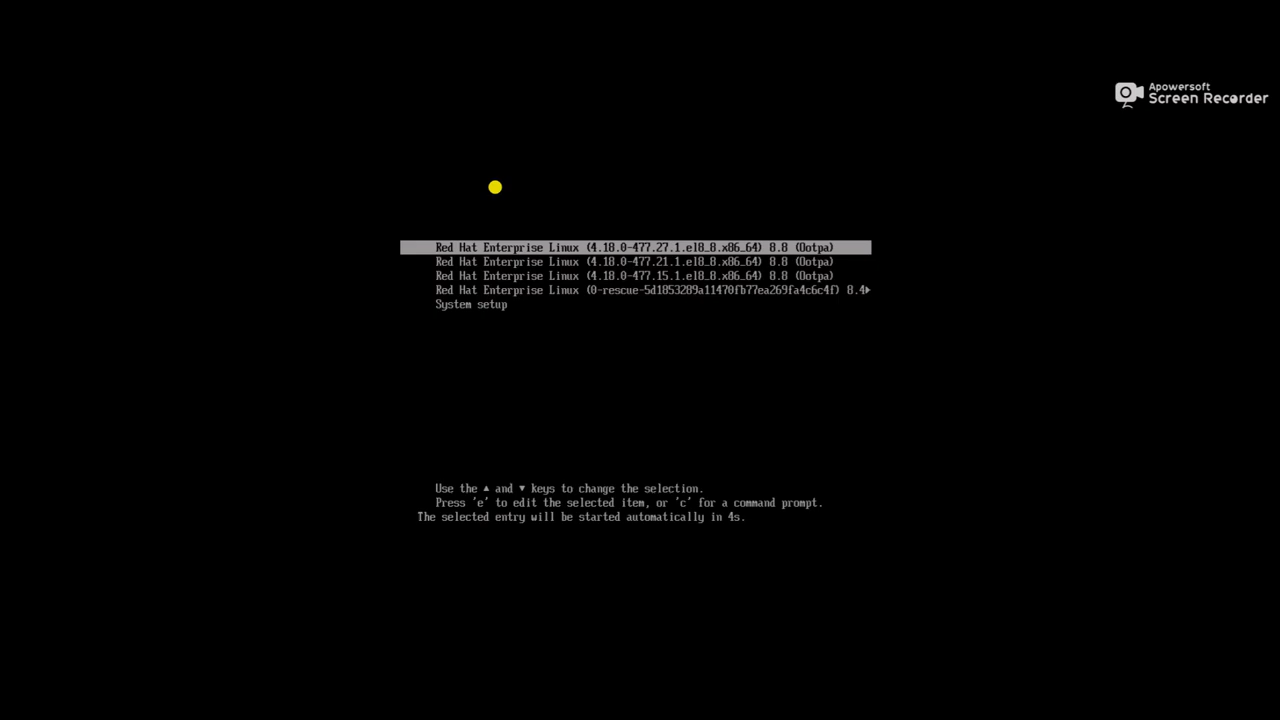 Apowersoft
Screen Recorder
Red Hat Enterprise Linux (4.18.0-477.27.1.el8_8.x86_64) 8.8 (Ootpa)
Red Hat Enterprise Linux (4.18.0-477.21.1.el8_8.x86_64) 8.8 (Ootpa)
Red Hat Enterprise Linux (4.18.0-477.15.1.el8_8.x86_64) 8.8 (Ootpa)
Red Hat Enterprise Linux (0-rescue-5d1853289a11470fb77ea269fa4c6c4f) 8.4▶
System setup
Use the ▲ and ▼ keys to change the selection.
Press 'e' to edit the selected item, or 'c' for a command prompt.
The selected entry will be started automatically in 4s.